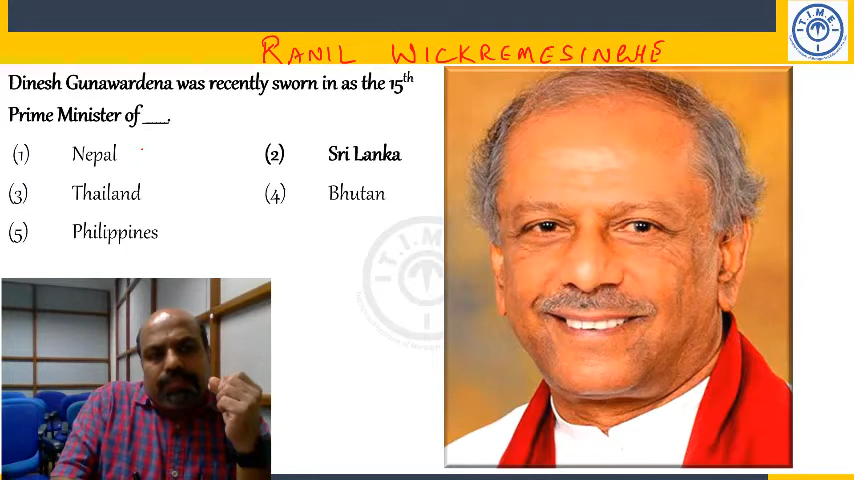 RANIL WICKREMESINGHE
T.I.M.E.
Dinesh Gunawardena was recently sworn in as the 15th
Prime Minister of ___.
(1) Nepal (2) Sri Lanka
(3) Thailand (4) Bhutan
(5) Philippines
T.I.M.E.